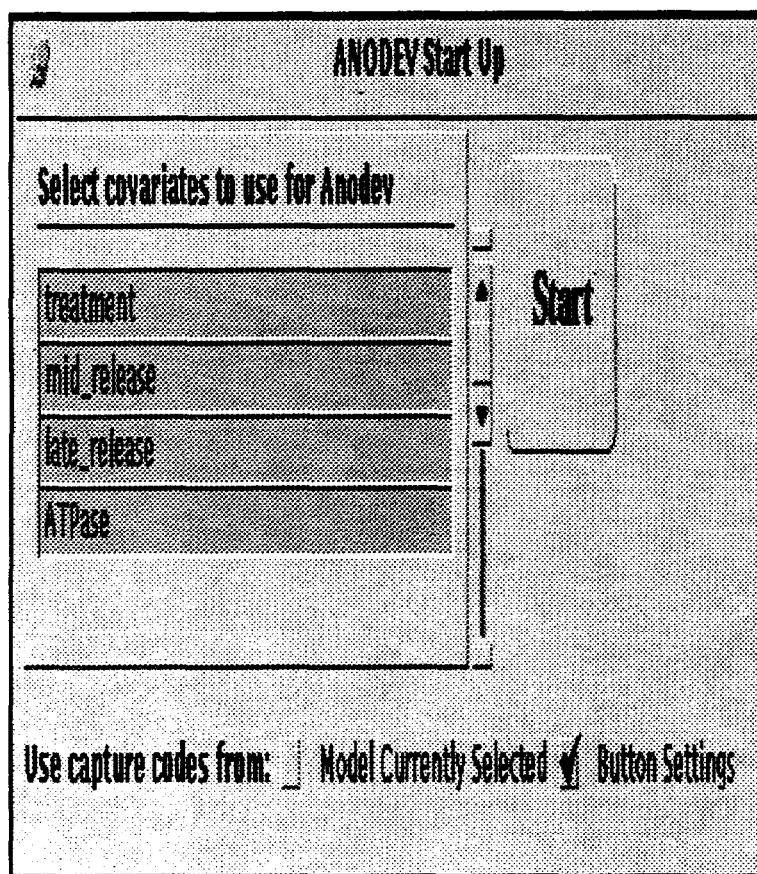 ANODEV Start Up
Select covariates to use for Anodev
treatment
mid_release
late_release
ATPase
Start
Use capture codes from: Model Currently Selected Button Settings